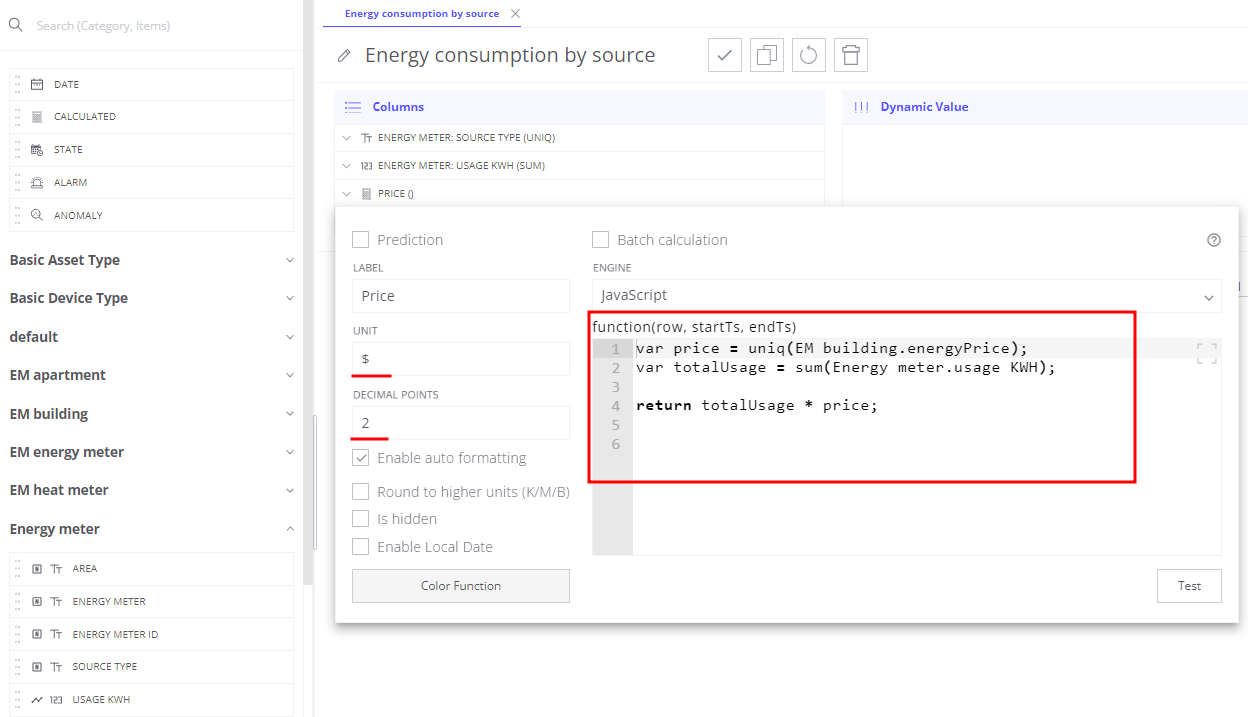 Search (Category, Items)
DATE
CALCULATED
STATE
ALARM
ANOMALY
Basic Asset Type
Basic Device Type
default
EM apartment
EM building
EM energy meter
EM heat meter
Energy meter
AREA
ENERGY METER
ENERGY METER ID
SOURCE TYPE
USAGE KWH
Energy consumption by source
Energy consumption by source
Columns
ENERGY METER: SOURCE TYPE (UNIQ)
123 ENERGY METER: USAGE KWH (SUM)
PRICE ()
Dynamic Value
Prediction
LABEL
Price
UNIT
$
DECIMAL POINTS
2
Enable auto formatting
Round to higher units (K/M/B)
Is hidden
Enable Local Date
Color Function
Batch calculation
ENGINE
JavaScript
function(row, startTs, endTs)
1 var price = uniq(EM building.energyPrice);
2 var totalUsage = sum(Energy meter.usage KWH);
3
4 return totalUsage * price;
5
6
Test